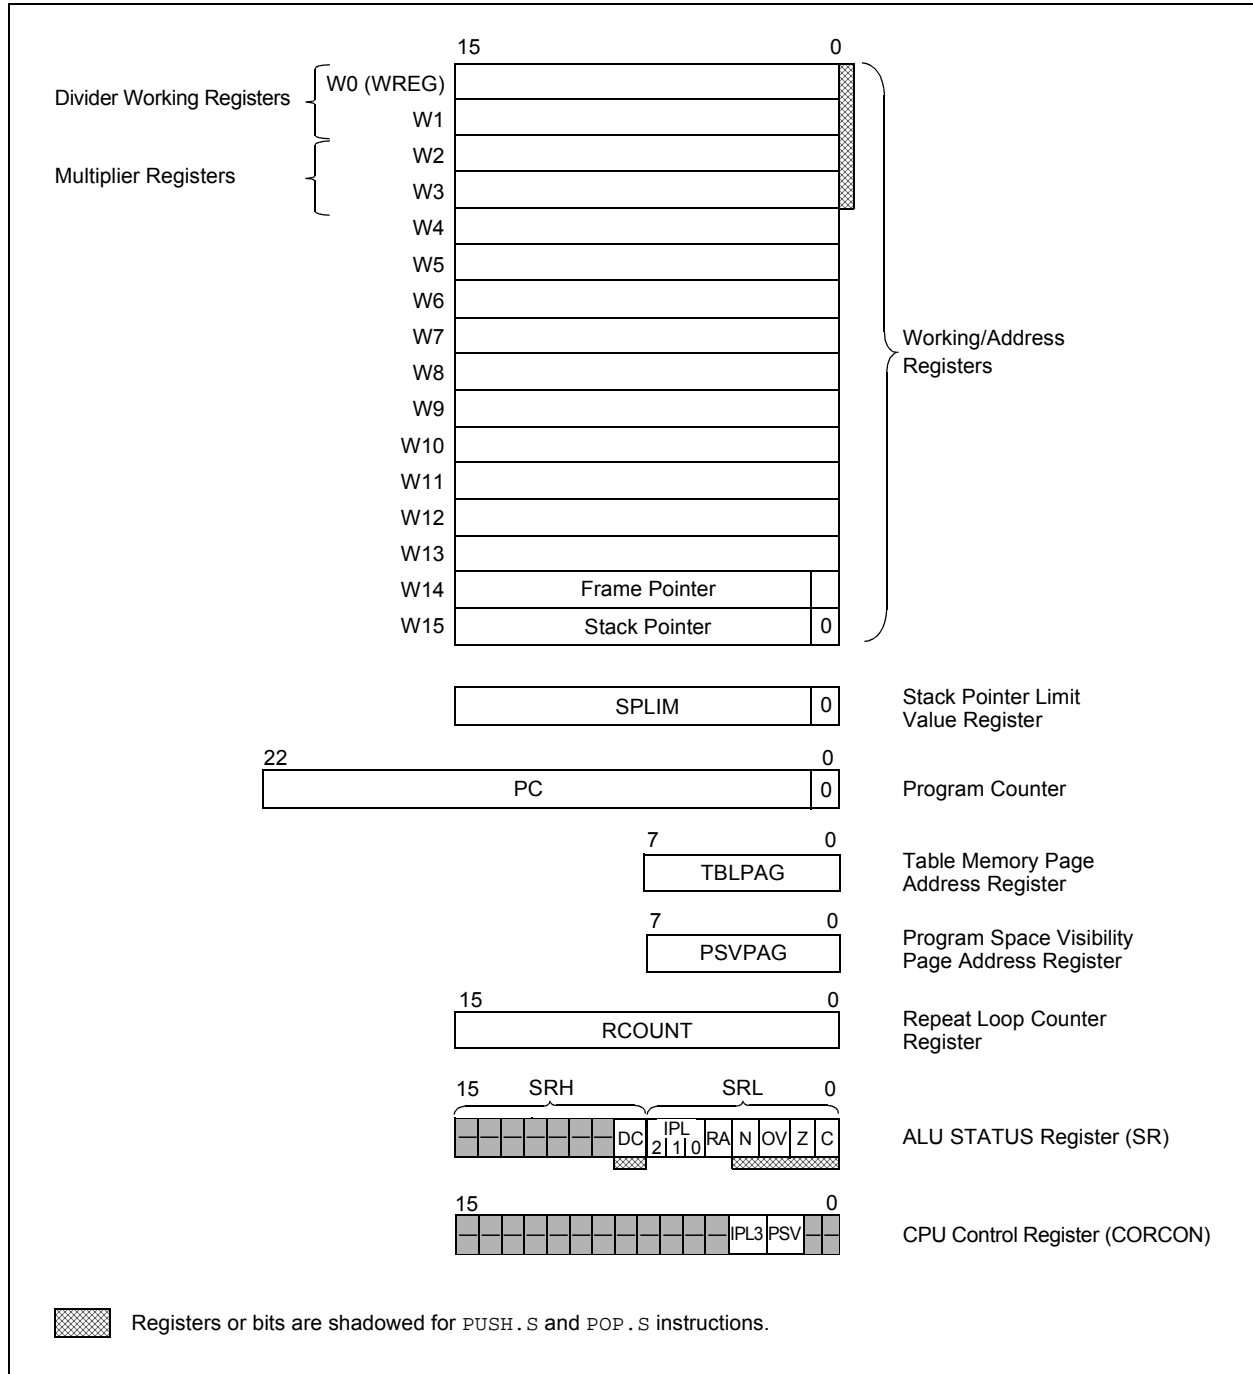 15 0
W0 (WREG)
Divider Working Registers
W1
W2
Multiplier Registers
W3
W4
W5
W6
W7
Working/Address
Registers
W8
W9
W10
W11
W12
W13
W14 Frame Pointer
W15 Stack Pointer 0
SPLIM 0
Stack Pointer Limit
Value Register
22 0
PC 0 Program Counter
7 0
TBLPAG
Table Memory Page
Address Register
7 0
PSVPAG
Program Space Visibility
Page Address Register
15 0
RCOUNT
Repeat Loop Counter
Register
15 SRH SRL 0
— — — — — — — DC IPL 2 1 0 RA N OV Z C ALU STATUS Register (SR)
15 0
— — — — — — — — — — — — IPL3 PSV — — CPU Control Register (CORCON)
Registers or bits are shadowed for PUSH.S and POP.S instructions.